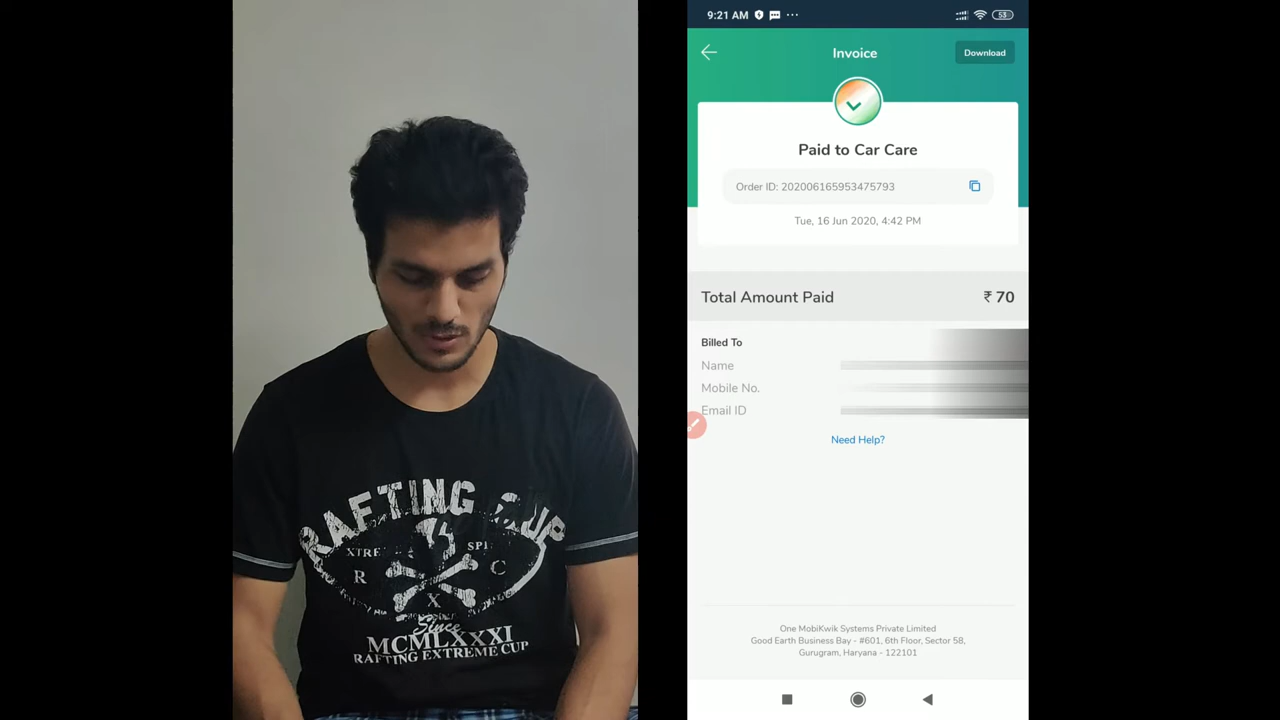 RAFTING CUP
XTRE
R C
X
Since
MCMLXXXI
RAFTING EXTREME CUP
9:21 AM
53
Invoice
Download
Paid to Car Care
Order ID: 202006165953475793
Tue, 16 Jun 2020, 4:42 PM
Total Amount Paid ₹ 70
Billed To
Name
Mobile No.
Email ID
Need Help?
One MobiKwik Systems Private Limited
Good Earth Business Bay - #601, 6th Floor, Sector 58,
Gurugram, Haryana - 122101